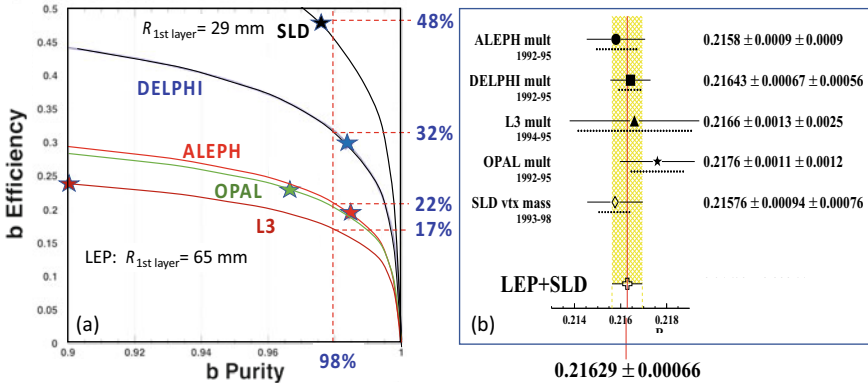 0.5
0.45
0.4
0.35
0.3
0.25
0.2
0.15
0.1
0.05
0
b Efficiency
R1st layer = 29 mm
SLD
DELPHI
ALEPH
OPAL
L3
LEP: R1st layer = 65 mm
(a)
48%
32%
22%
17%
0.9
0.92
0.94
0.96
98%
1
b Purity
ALEPH mult
1992-95
0.2158 ± 0.0009 ± 0.0009
DELPHI mult
1992-95
0.21643 ± 0.00067 ± 0.00056
L3 mult
1994-95
0.2166 ± 0.0013 ± 0.0025
OPAL mult
1992-95
0.2176 ± 0.0011 ± 0.0012
SLD vtx mass
1993-98
0.21576 ± 0.00094 ± 0.00076
LEP+SLD
0.214
0.216
0.218
(b)
0.21629 ± 0.00066